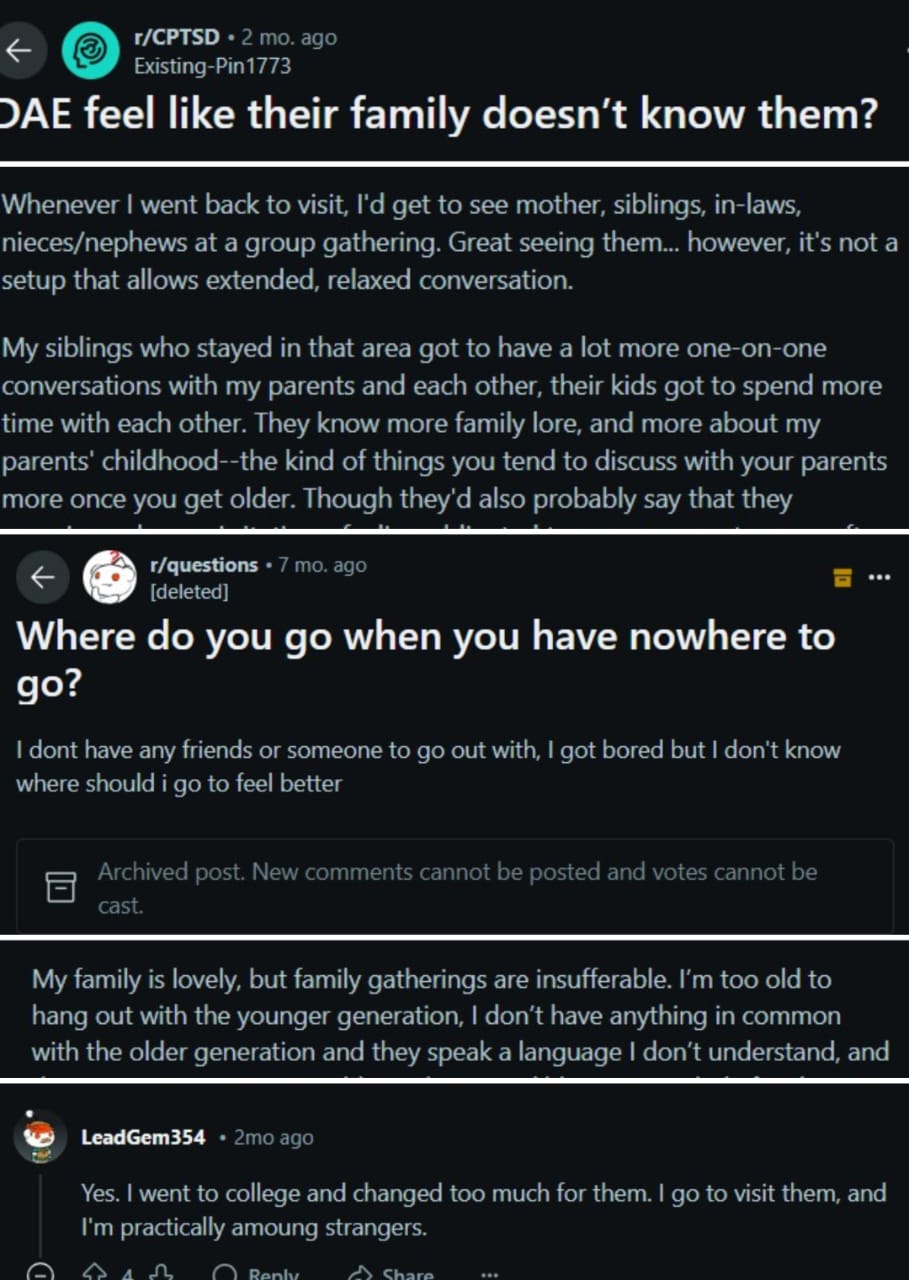 r/CPTSD • 2 mo. ago
Existing-Pin1773
DAE feel like their family doesn’t know them?
Whenever I went back to visit, I'd get to see mother, siblings, in-laws,
nieces/nephews at a group gathering. Great seeing them... however, it's not a
setup that allows extended, relaxed conversation.
My siblings who stayed in that area got to have a lot more one-on-one
conversations with my parents and each other, their kids got to spend more
time with each other. They know more family lore, and more about my
parents' childhood--the kind of things you tend to discuss with your parents
more once you get older. Though they'd also probably say that they
r/questions • 7 mo. ago
[deleted]
Where do you go when you have nowhere to
go?
I dont have any friends or someone to go out with, I got bored but I don't know
where should i go to feel better
Archived post. New comments cannot be posted and votes cannot be
cast.
My family is lovely, but family gatherings are insufferable. I’m too old to
hang out with the younger generation, I don’t have anything in common
with the older generation and they speak a language I don’t understand, and
LeadGem354 • 2mo ago
Yes. I went to college and changed too much for them. I go to visit them, and
I'm practically amoung strangers.
4 Reply Share